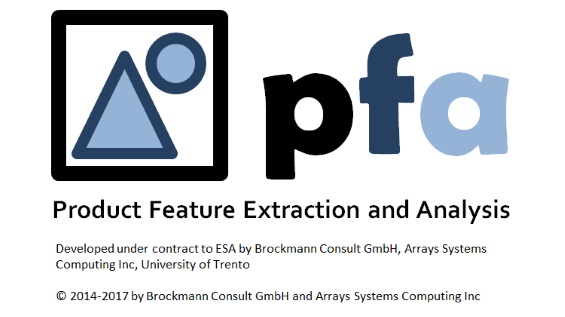 pfa
Product Feature Extraction and Analysis
Developed under contract to ESA by Brockmann Consult GmbH, Arrays Systems
Computing Inc, University of Trento
© 2014-2017 by Brockmann Consult GmbH and Arrays Systems Computing Inc